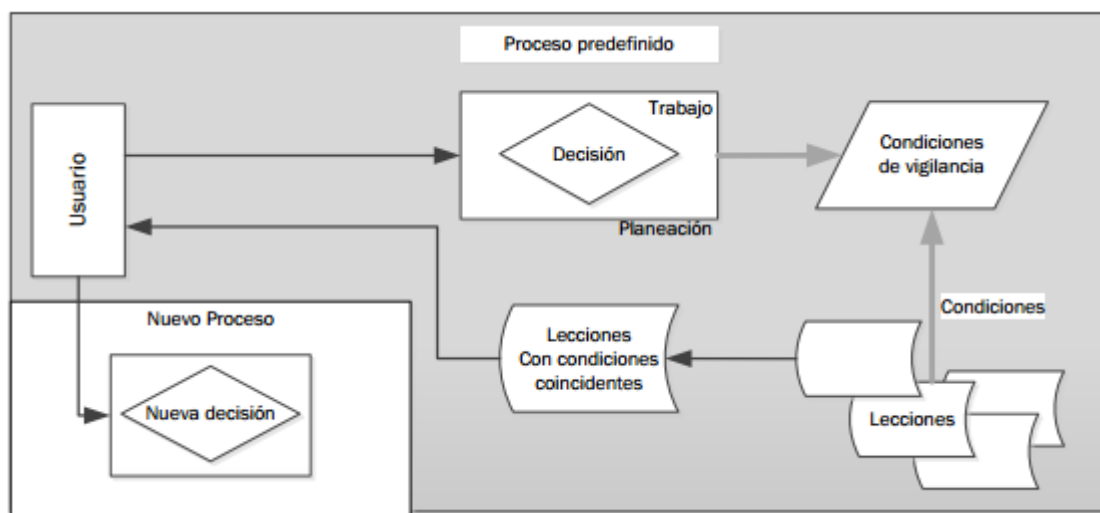 Proceso predefinido
Usuario
Trabajo
Decisión
Planeación
Condiciones
de vigilancia
Condiciones
Lecciones
Con condiciones
coincidentes
Lecciones
Nuevo Proceso
Nueva decisión